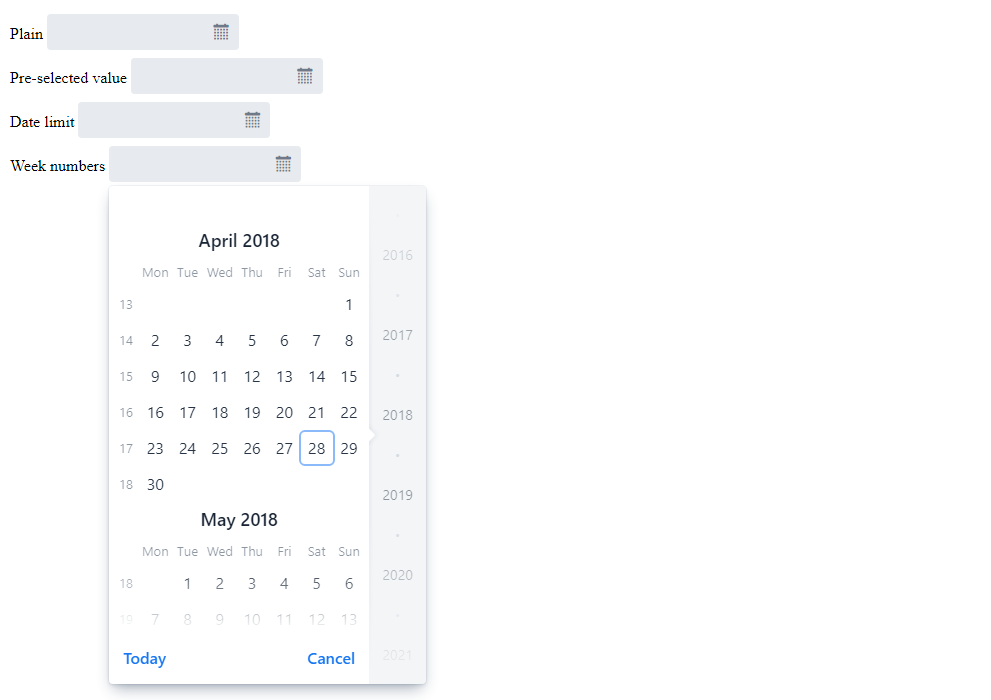 Plain
Pre-selected value
Date limit
Week numbers
April 2018
Mon Tue Wed Thu Fri Sat Sun
13 1
14 2 3 4 5 6 7 8
15 9 10 11 12 13 14 15
16 16 17 18 19 20 21 22
17 23 24 25 26 27 28 29
18 30
May 2018
Mon Tue Wed Thu Fri Sat Sun
18 1 2 3 4 5 6
19 7 8 9 10 11 12 13
Today Cancel
2016
2017
2018
2019
2020
2021